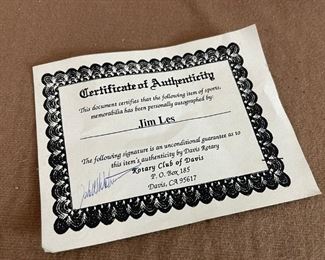 Certificate of Authenticity
This document certifies that the following item of sports,
memorabilia has been personally autographed by:
Jim Les
The following signature is an unconditional guarantee as to
this item's authenticity by Davis Rotary
Rotary Club of Davis
P. O. Box 185
Davis, CA 95617